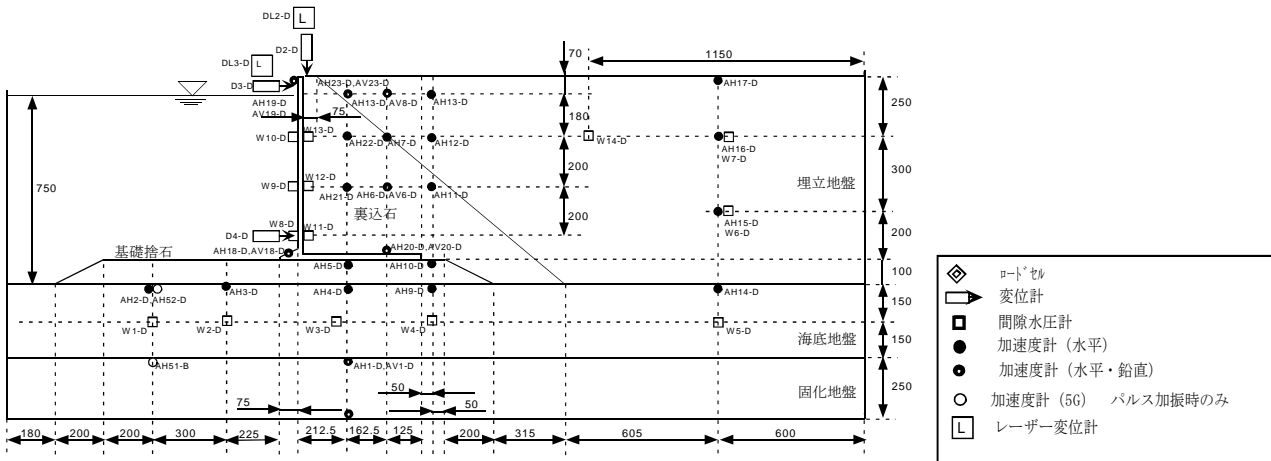 DL2-D
L
D2-D
DL3-D
L
D3-D
70
1150
AH23-D,AV23-D
AH17-D
AH19-D
AV19-D
AH13-D,AV8-D
AH13-D
75
250
180
W10-D
W13-D
AH22-D
AH7-D
AH12-D
W14-D
AH16-D
W7-D
750
200
300
W9-D
W12-D
AH21-D
AH6-D,AV6-D
AH11-D
埋立地盤
裏込石
200
W8-D
W11-D
D4-D
AH15-D
W6-D
200
基礎捨石
AH18-D,AV18-D
AH20-D,AV20-D
AH5-D
AH10-D
100
AH2-D,AH52-D
AH3-D
AH4-D
AH9-D
AH14-D
150
W1-D
W2-D
W3-D
W4-D
W5-D
海底地盤
150
AH51-B
AH1-D,AV1-D
50
固化地盤
250
75
50
180
200
200
300
225
212.5
162.5
125
200
315
605
600
ロードセル
変位計
間隙水圧計
加速度計（水平）
加速度計（水平・鉛直）
加速度計（5G） パルス加振時のみ
L レーザー変位計